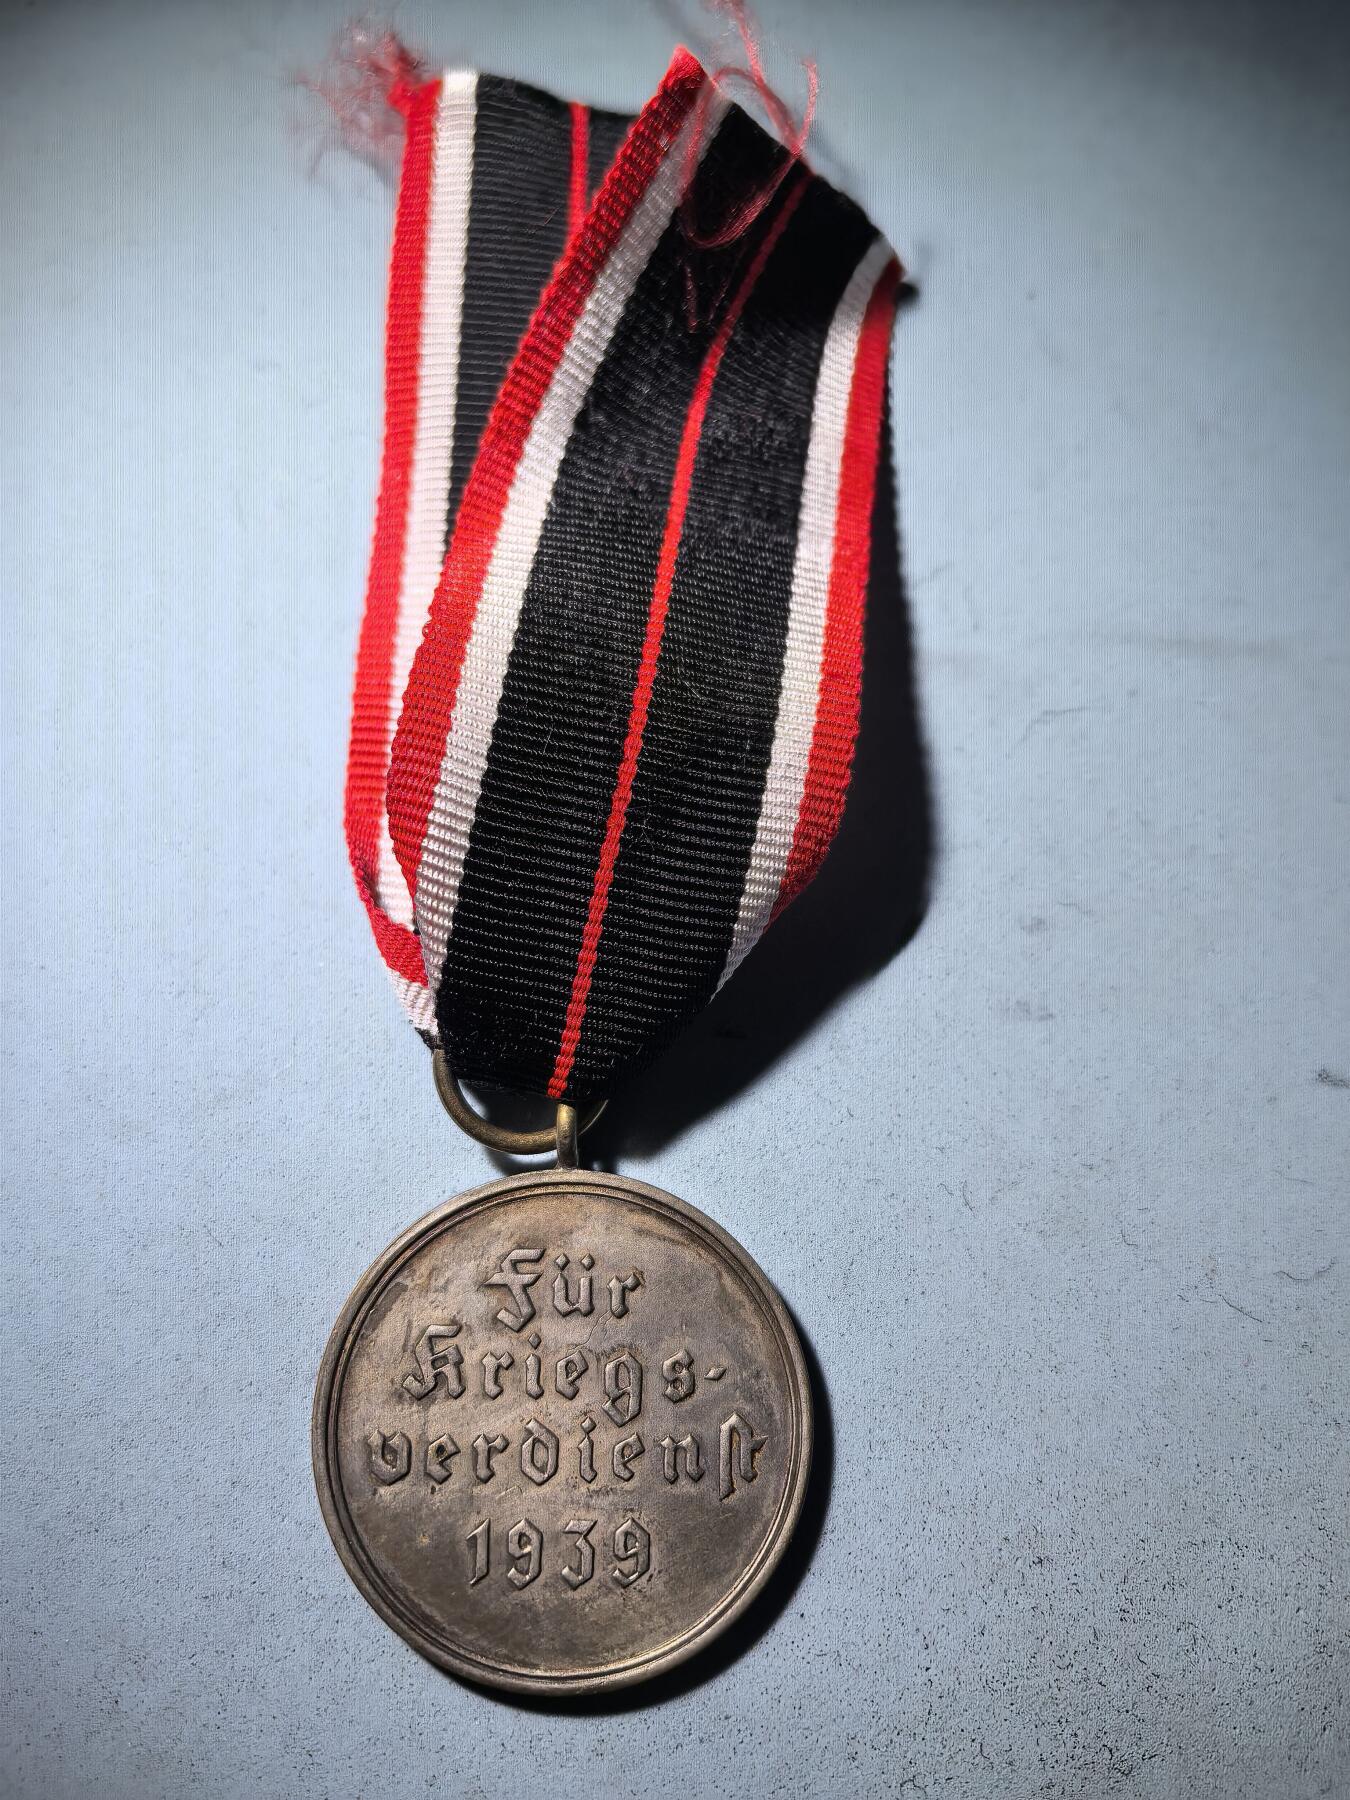 Für
Kriegs-
verdienst
1939